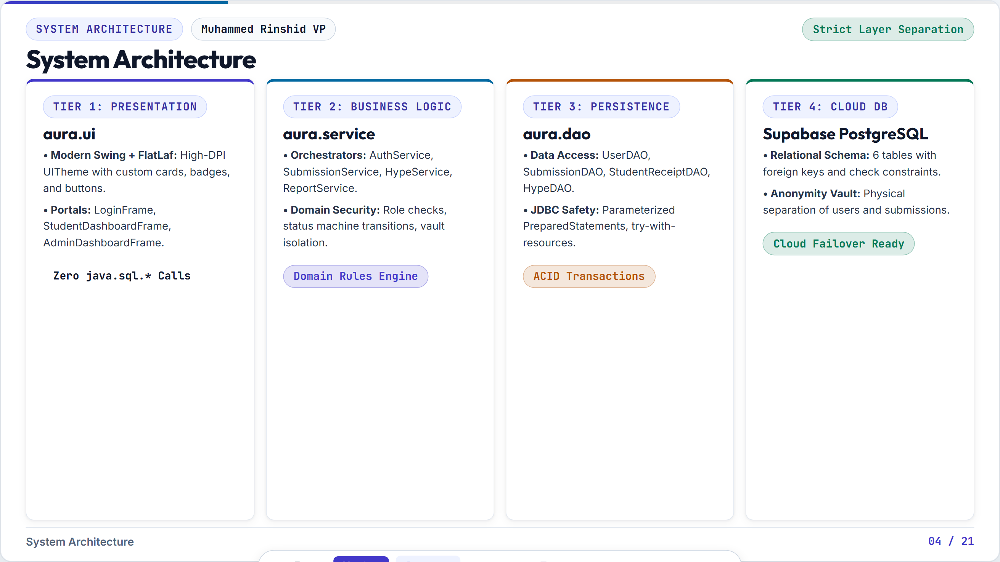 SYSTEM ARCHITECTURE
Muhammed Rinshid VP
Strict Layer Separation
System Architecture
TIER 1: PRESENTATION
aura.ui
• Modern Swing + FlatLaf: High-DPI
UITheme with custom cards, badges,
and buttons.
• Portals: LoginFrame,
StudentDashboardFrame,
AdminDashboardFrame.
Zero java.sql.* Calls
TIER 2: BUSINESS LOGIC
aura.service
• Orchestrators: AuthService,
SubmissionService, HypeService,
ReportService.
• Domain Security: Role checks,
status machine transitions, vault
isolation.
Domain Rules Engine
TIER 3: PERSISTENCE
aura.dao
• Data Access: UserDAO,
SubmissionDAO, StudentReceiptDAO,
HypeDAO.
• JDBC Safety: Parameterized
PreparedStatements, try-with-
resources.
ACID Transactions
TIER 4: CLOUD DB
Supabase PostgreSQL
• Relational Schema: 6 tables with
foreign keys and check constraints.
• Anonymity Vault: Physical
separation of users and submissions.
Cloud Failover Ready
System Architecture
04 / 21